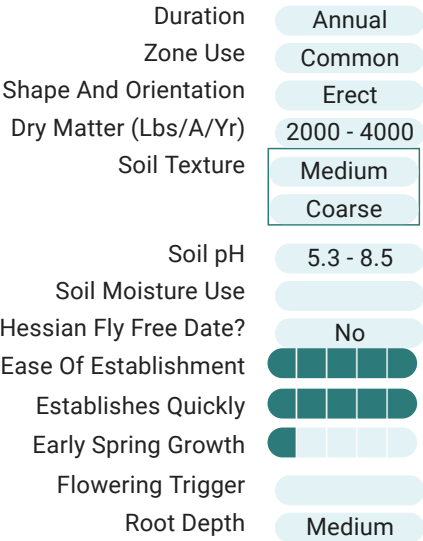 Duration Annual
Zone Use Common
Shape And Orientation Erect
Dry Matter (Lbs/A/Yr) 2000 - 4000
Soil Texture Medium
Coarse
Soil pH 5.3 - 8.5
Soil Moisture Use
Hessian Fly Free Date? No
Ease Of Establishment
Establishes Quickly
Early Spring Growth
Flowering Trigger
Root Depth Medium